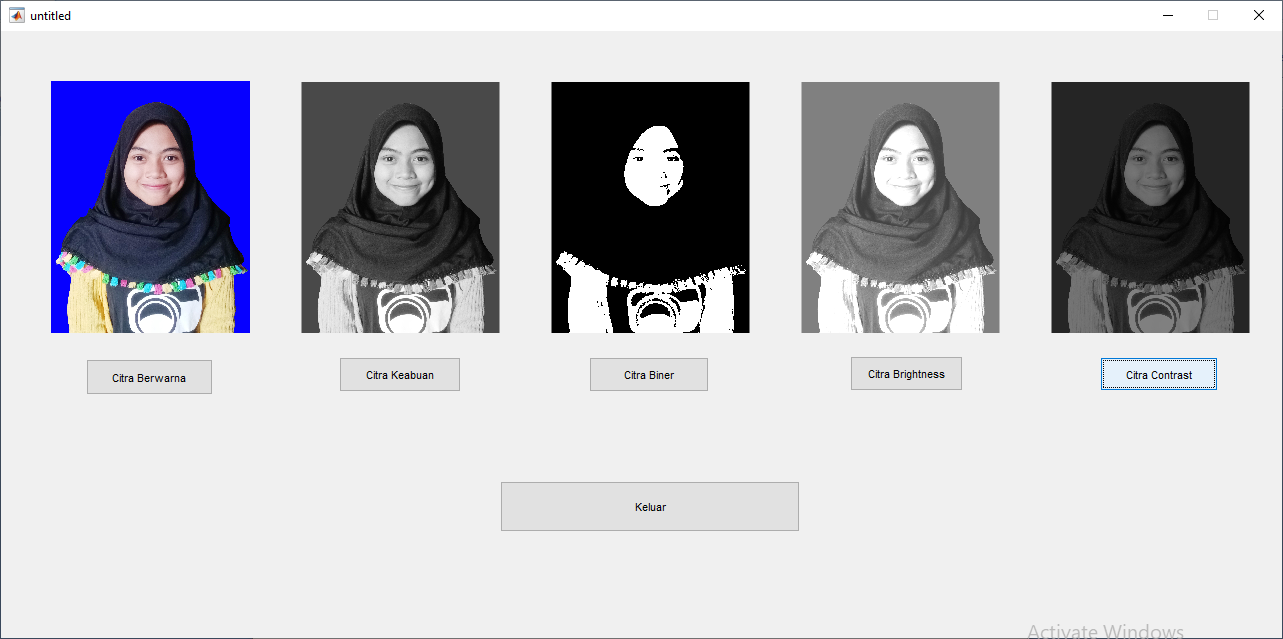 untitled
Citra Berwarna
Citra Keabuan
Citra Biner
Citra Brightness
Citra Contrast
Keluar
Activate Windows